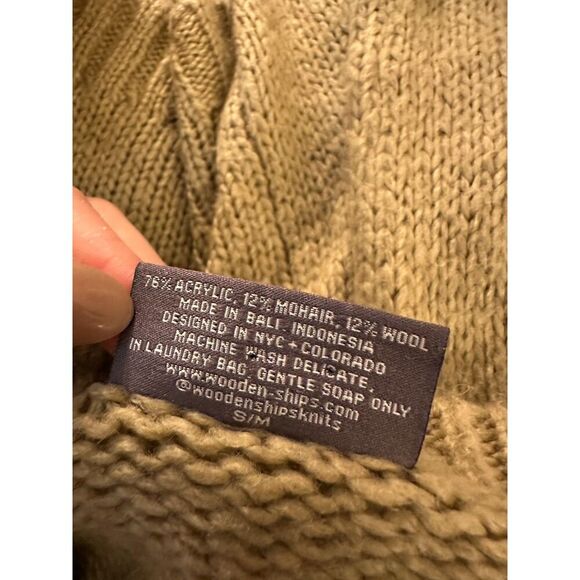 76% ACRYLIC, 12% MOHAIR, 12% WOOL
MADE IN BALI INDONESIA
DESIGNED IN NYC + COLORADO
MACHINE WASH DELICATE,
IN LAUNDRY BAG, GENTLE SOAP ONLY
WWW.WOODEN-SHIPS.COM
@WOODENSHIPSKNITS
S/M